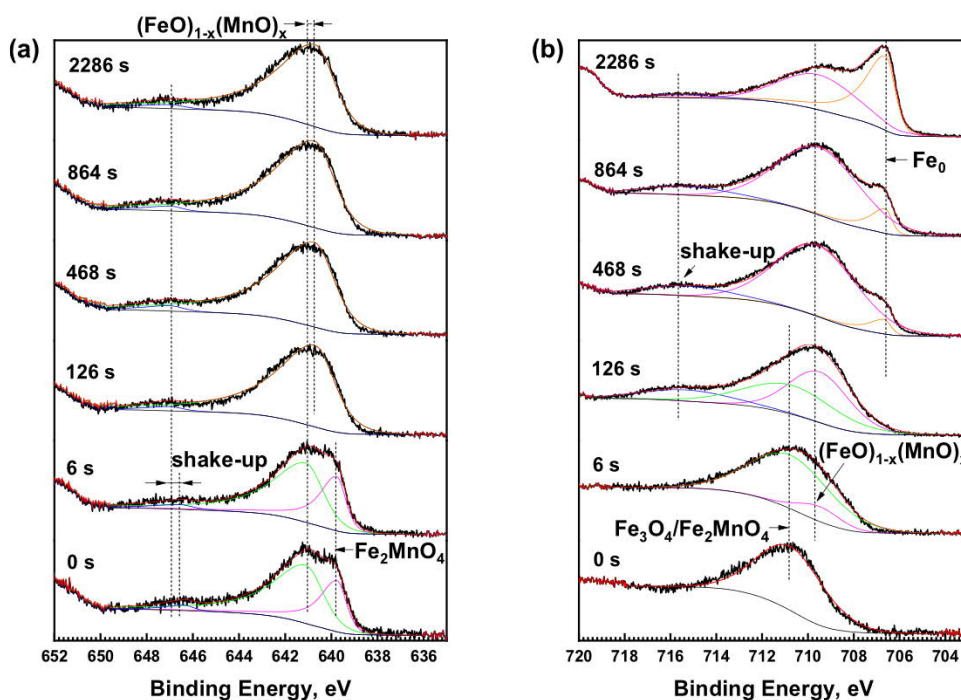 (FeO)1-x(MnO)x
(a)
2286 s
864 s
468 s
126 s
6 s
shake-up
Fe2MnO4
0 s
652 650 648 646 644 642 640 638 636
Binding Energy, eV
(b)
2286 s
864 s
Fe0
468 s
shake-up
126 s
(FeO)1-x(MnO)
6 s
Fe3O4/Fe2MnO4
0 s
720 718 716 714 712 710 708 706 704
Binding Energy, eV